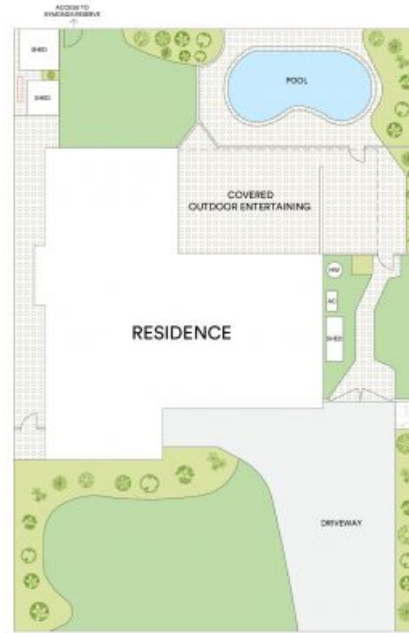 ACCESS TO
SYMONDS RESERVE
SHED
SHED
POOL
COVERED
OUTDOOR ENTERTAINING
HW
AC
SHED
RESIDENCE
DRIVEWAY